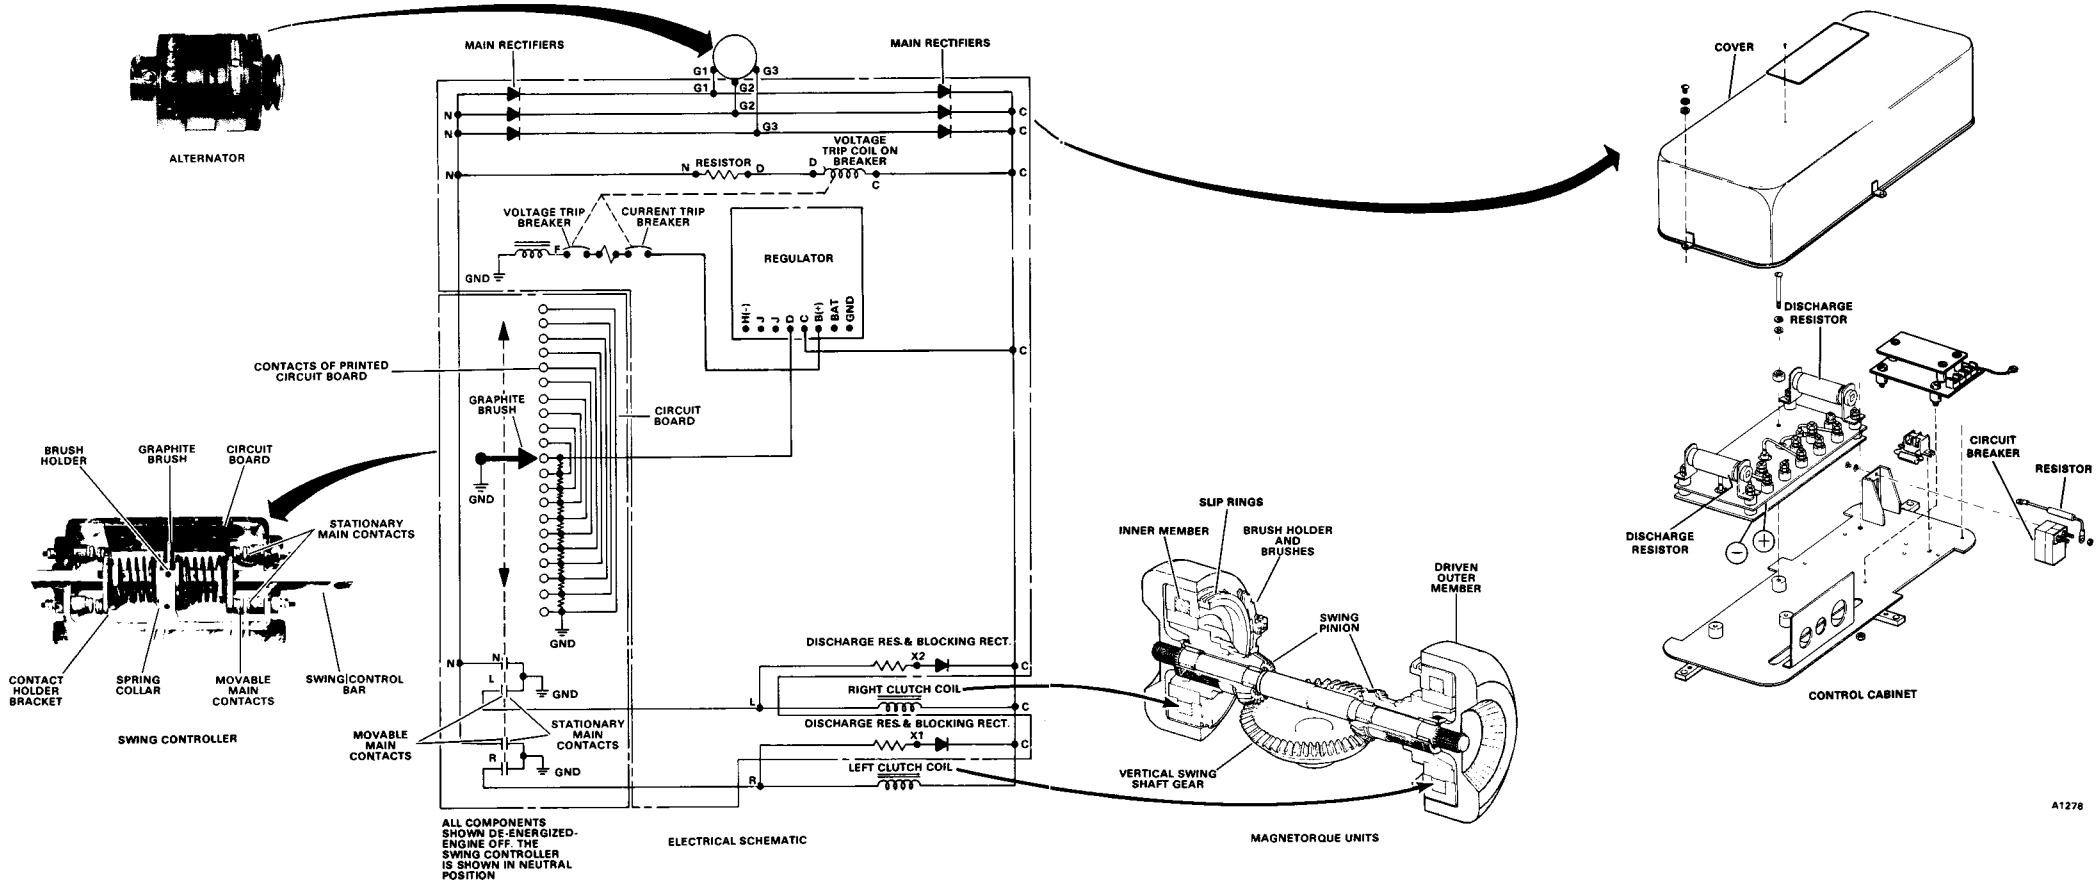 ALTERNATOR
MAIN RECTIFIERS
MAIN RECTIFIERS
G1
G3
G1
G2
G2
G3
N
C
N
C
VOLTAGE
TRIP COIL ON
BREAKER
N
N
RESISTOR
D
D
C
C
VOLTAGE TRIP
BREAKER
CURRENT TRIP
BREAKER
F
GND
REGULATOR
H(-)
J
J
D
C
B(+)
BAT
GND
C
CONTACTS OF PRINTED
CIRCUIT BOARD
GRAPHITE
BRUSH
CIRCUIT
BOARD
GND
GND
BRUSH
HOLDER
GRAPHITE
BRUSH
CIRCUIT
BOARD
STATIONARY
MAIN CONTACTS
CONTACT
HOLDER
BRACKET
SPRING
COLLAR
MOVABLE
MAIN
CONTACTS
SWING CONTROL
BAR
SWING CONTROLLER
N
N
L
GND
MOVABLE
MAIN
CONTACTS
STATIONARY
MAIN
CONTACTS
R
GND
DISCHARGE RES. & BLOCKING RECT.
X2
C
RIGHT CLUTCH COIL
L
C
DISCHARGE RES. & BLOCKING RECT.
X1
C
LEFT CLUTCH COIL
R
ALL COMPONENTS
SHOWN DE-ENERGIZED-
ENGINE OFF. THE
SWING CONTROLLER
IS SHOWN IN NEUTRAL
POSITION
ELECTRICAL SCHEMATIC
SLIP RINGS
INNER MEMBER
BRUSH HOLDER
AND
BRUSHES
SWING
PINION
DRIVEN
OUTER
MEMBER
VERTICAL SWING
SHAFT GEAR
MAGNETORQUE UNITS
COVER
DISCHARGE
RESISTOR
DISCHARGE
RESISTOR
−
+
CIRCUIT
BREAKER
RESISTOR
CONTROL CABINET
A1278